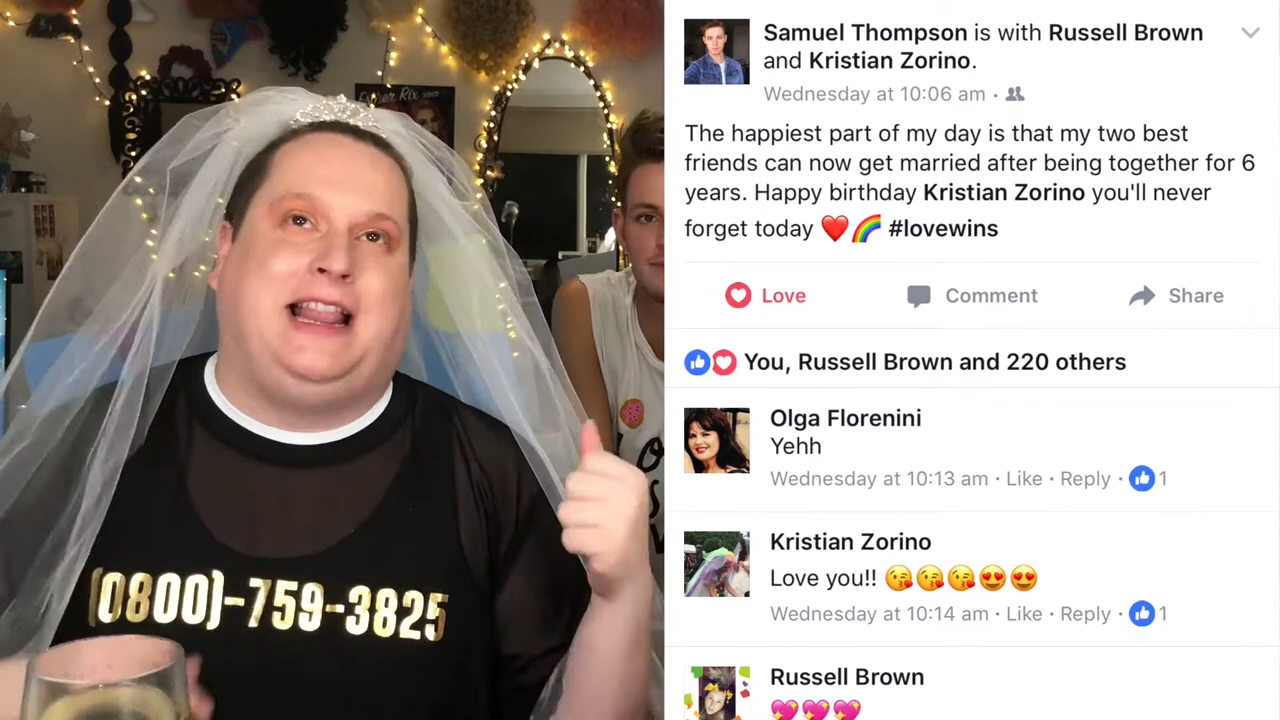 Esther Rix
(0800)-759-3825
Samuel Thompson is with Russell Brown
and Kristian Zorino.
Wednesday at 10:06 am ·
The happiest part of my day is that my two best
friends can now get married after being together for 6
years. Happy birthday Kristian Zorino you'll never
forget today ❤️🌈 #lovewins
Love Comment Share
You, Russell Brown and 220 others
Olga Florenini
Yehh
Wednesday at 10:13 am · Like · Reply · 1
Kristian Zorino
Love you!! 😘😘😘😍😍
Wednesday at 10:14 am · Like · Reply · 1
Russell Brown
💖💖💖